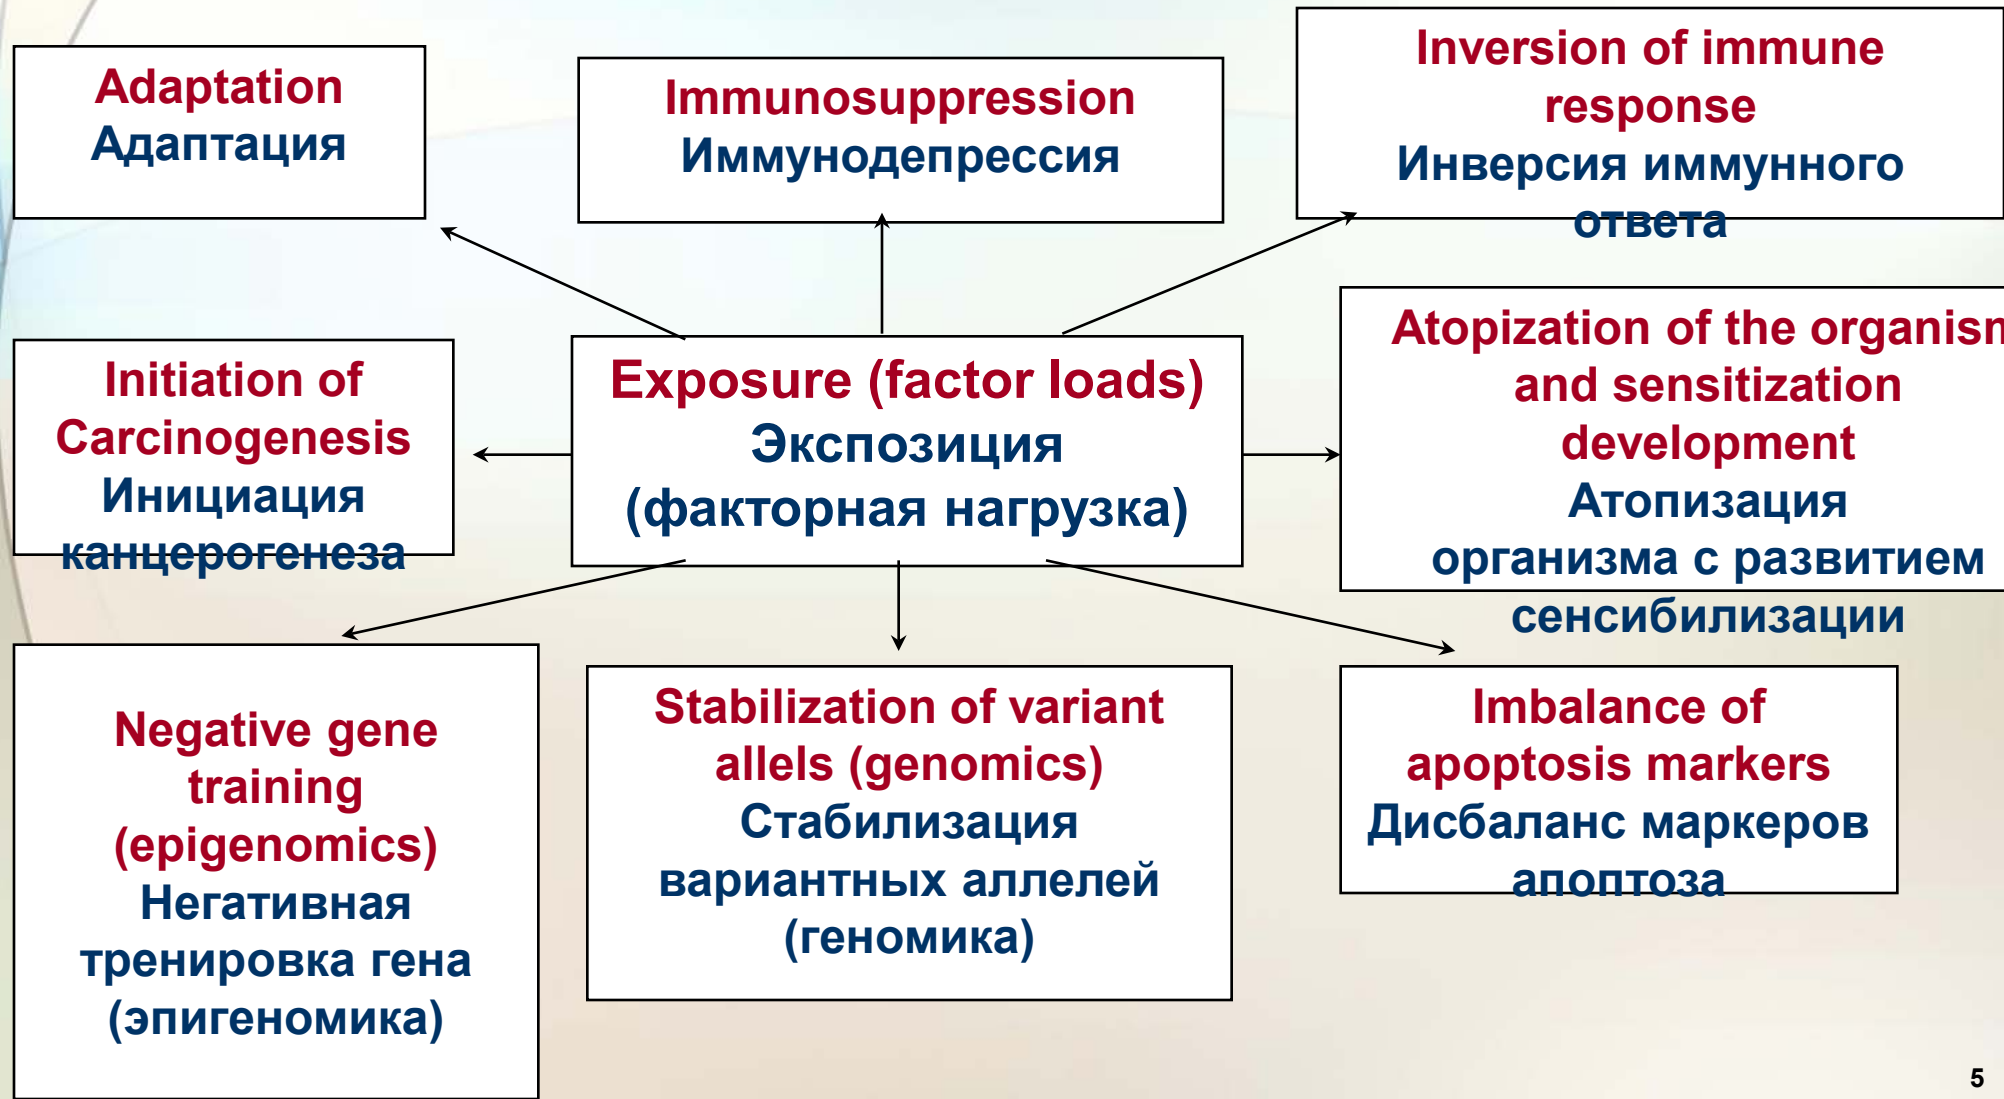 Adaptation
Адаптация
Immunosuppression
Иммунодепрессия
Inversion of immune
response
Инверсия иммунного
ответа
Initiation of
Carcinogenesis
Инициация
канцерогенеза
Exposure (factor loads)
Экспозиция
(факторная нагрузка)
Atopization of the organism
and sensitization
development
Атопизация
организма с развитием
сенсибилизации
Negative gene
training
(epigenomics)
Негативная
тренировка гена
(эпигеномика)
Stabilization of variant
allels (genomics)
Стабилизация
вариантных аллелей
(геномика)
Imbalance of
apoptosis markers
Дисбаланс маркеров
апоптоза
5